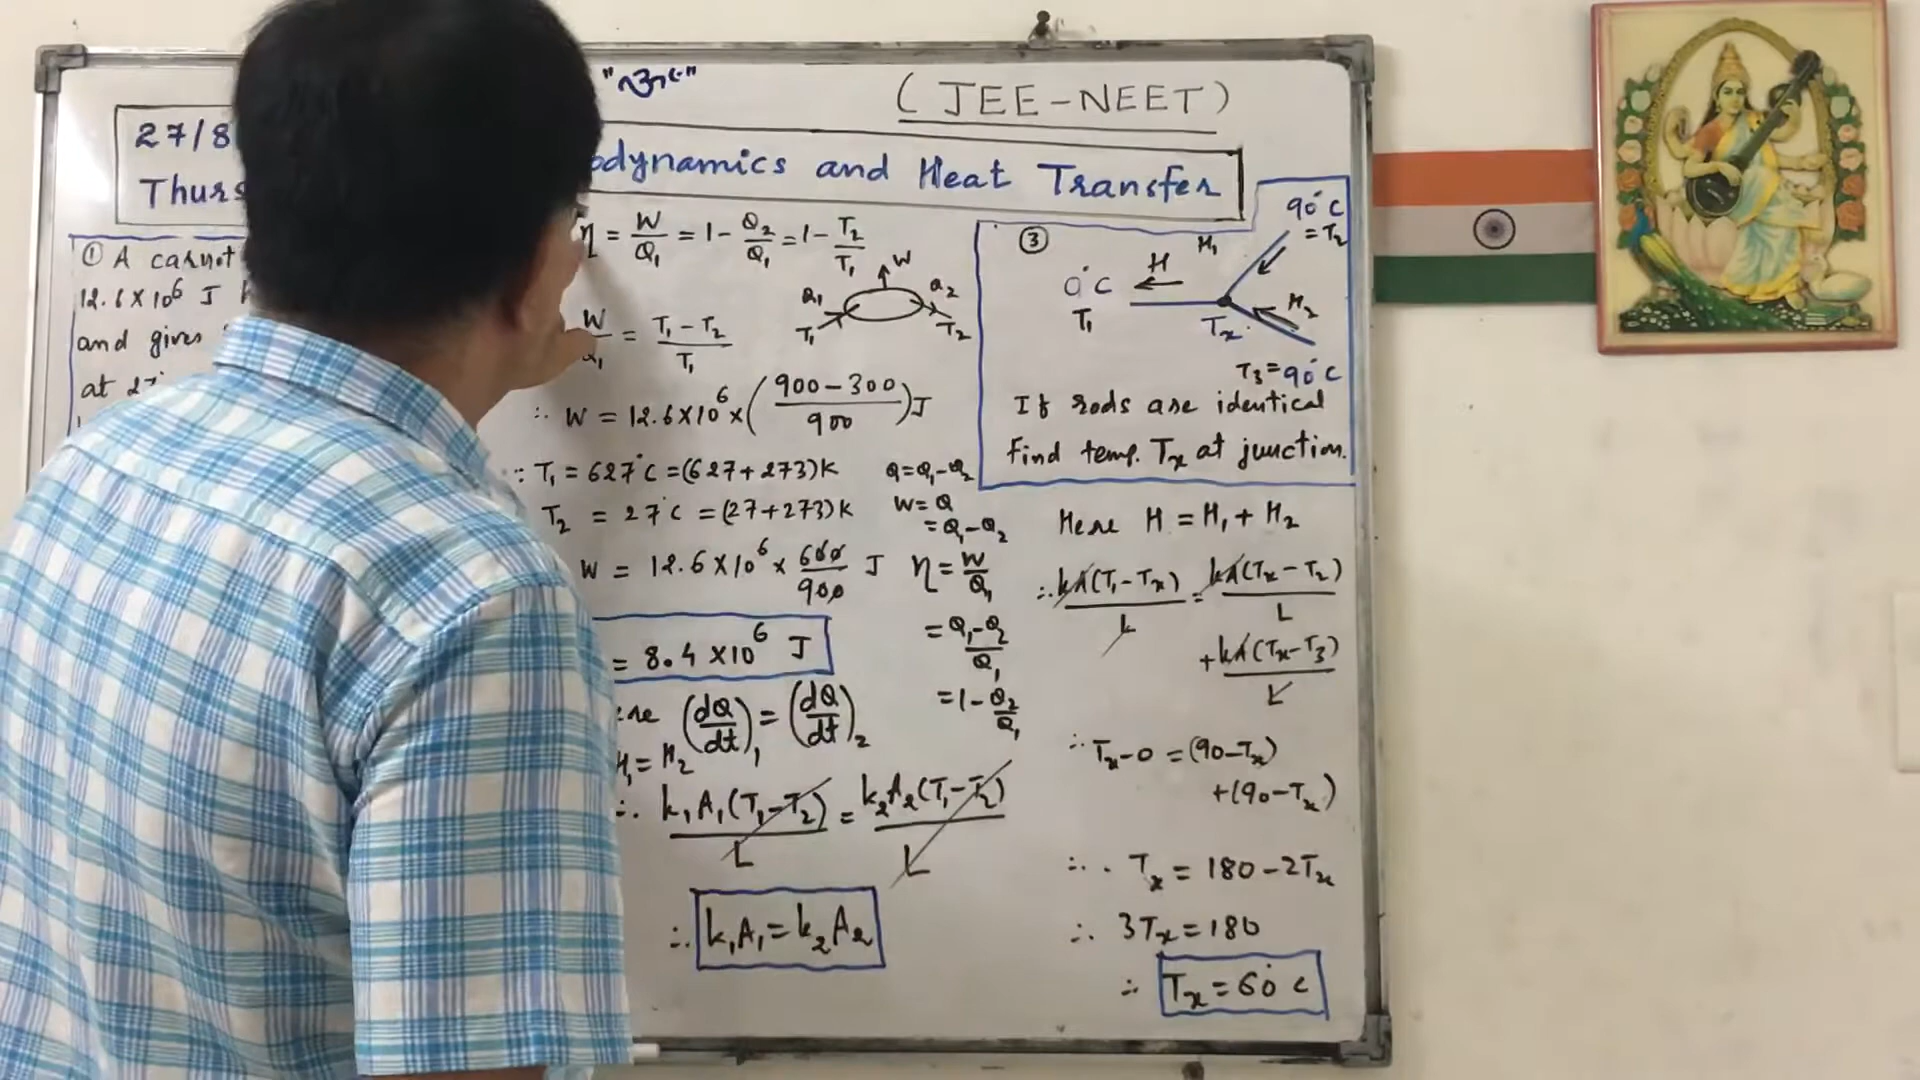 (JEE-NEET)
27/8
Thurs
odynamics and Heat Transfer
① A carnot
12.6×10⁶ J
and gives
at 27°
η = W/Q₁ = 1 - Q₂/Q₁ = 1 - T₂/T₁
W
Q₁ Q₂
T₁ T₂
W/Q₁ = (T₁ - T₂)/T₁
∴ W = 12.6×10⁶ × ((900 - 300)/900) J
∵ T₁ = 627°C = (627+273)K
T₂ = 27°C = (27+273)K
W = 12.6×10⁶ × 600/900 J
= 8.4×10⁶ J
Q = Q₁ - Q₂
W = Q
= Q₁ - Q₂
η = W/Q₁
= (Q₁ - Q₂)/Q₁
= 1 - Q₂/Q₁
(dQ/dt)₁ = (dQ/dt)₂
H₁ = H₂
∴ k₁A₁(T₁ - T₂)/L = k₂A₂(T₁ - T₂)/L
∴ k₁A₁ = k₂A₂
③
90°C
= T₂
H₁
H
0°C
T₁
H₂
Tₓ
T₃ = 90°C
If rods are identical
Find temp. Tₓ at junction.
Here H = H₁ + H₂
∴ kA(T₁ - Tₓ)/L = kA(Tₓ - T₂)/L
+ kA(Tₓ - T₃)/L
∴ Tₓ - 0 = (90 - Tₓ)
+ (90 - Tₓ)
∴ Tₓ = 180 - 2Tₓ
∴ 3Tₓ = 180
∴ Tₓ = 60°C